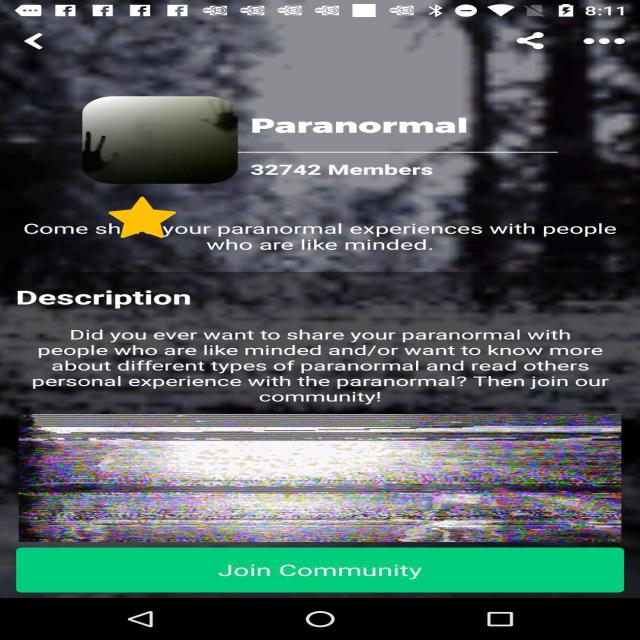 8:11
Paranormal
32742 Members
Come sh your paranormal experiences with people
who are like minded.
Description
Did you ever want to share your paranormal with
people who are like minded and/or want to know more
about different types of paranormal and read others
personal experience with the paranormal? Then join our
community!
Join Community